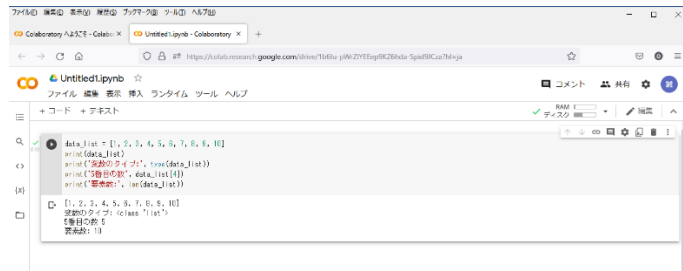 ファイル(F) 編集(E) 表示(V) 履歴(S) ブックマーク(B) ツール(T) ヘルプ(H)
Colaboratory へようこそ - Colabor ×
Untitled1.ipynb - Colaboratory ×
https://colab.research.google.com/drive/
Untitled1.ipynb
ファイル 編集 表示 挿入 ランタイム ツール ヘルプ
コメント 共有
+ コード + テキスト
RAM
ディスク
編集
data_list = [1, 2, 3, 4, 5, 6, 7, 8, 9, 10]
print(data_list)
print('変数のタイプ:', type(data_list))
print('5番目の数', data_list[4])
print('要素数:', len(data_list))
[1, 2, 3, 4, 5, 6, 7, 8, 9, 10]
変数のタイプ: <class 'list'>
5番目の数 5
要素数: 10